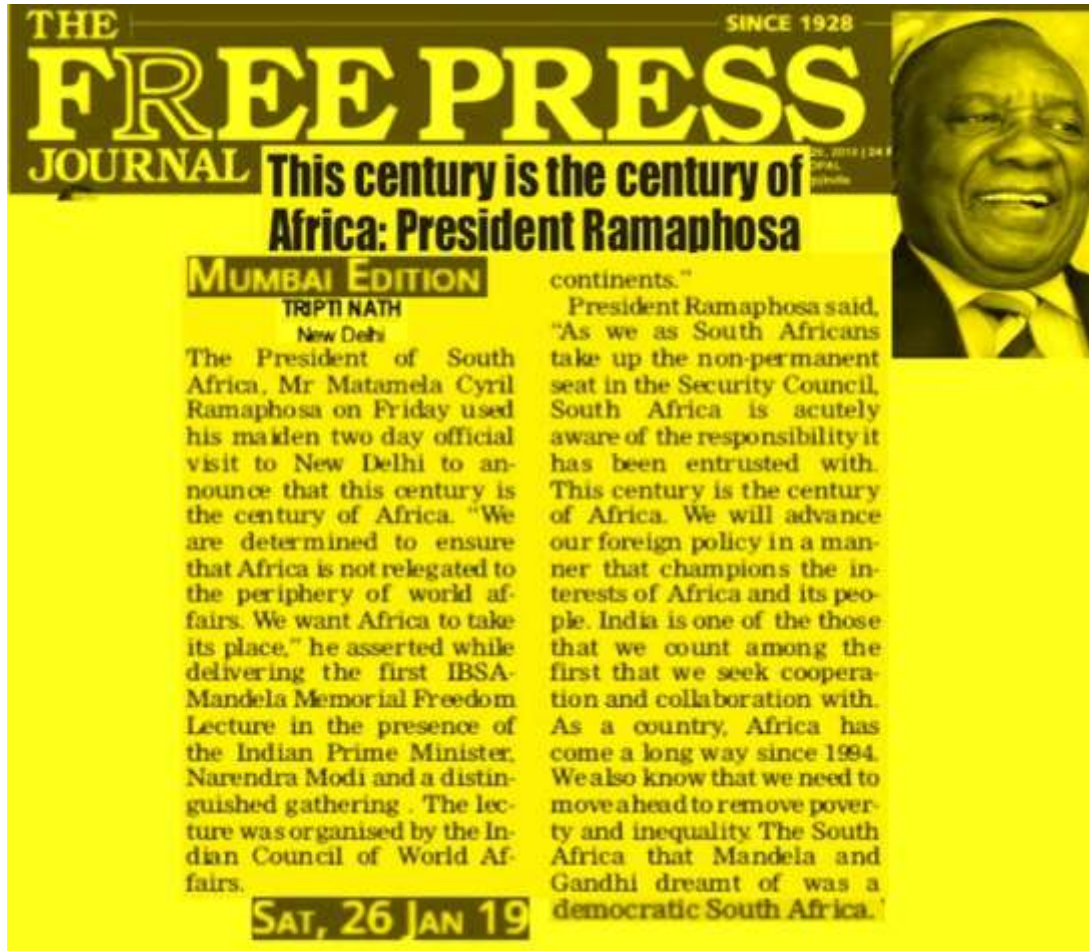 THE
SINCE 1928
FREE PRESS
JOURNAL
This century is the century of
Africa: President Ramaphosa
MUMBAI EDITION
TRIPTI NATH
New Delhi
The President of South
Africa, Mr Matamela Cyril
Ramaphosa on Friday used
his maiden two day official
visit to New Delhi to an-
nounce that this century is
the century of Africa. “We
are determined to ensure
that Africa is not relegated to
the periphery of world af-
fairs. We want Africa to take
its place,” he asserted while
delivering the first IBSA-
Mandela Memorial Freedom
Lecture in the presence of
the Indian Prime Minister,
Narendra Modi and a distin-
guished gathering . The lec-
ture was organised by the In-
dian Council of World Af-
fairs.
continents.”
President Ramaphosa said,
“As we as South Africans
take up the non-permanent
seat in the Security Council,
South Africa is acutely
aware of the responsibility it
has been entrusted with.
This century is the century
of Africa. We will advance
our foreign policy in a man-
ner that champions the in-
terests of Africa and its peo-
ple. India is one of the those
that we count among the
first that we seek coopera-
tion and collaboration with.
As a country, Africa has
come a long way since 1994.
We also know that we need to
move ahead to remove pover-
ty and inequality. The South
Africa that Mandela and
Gandhi dreamt of was a
democratic South Africa.
SAT, 26 JAN 19